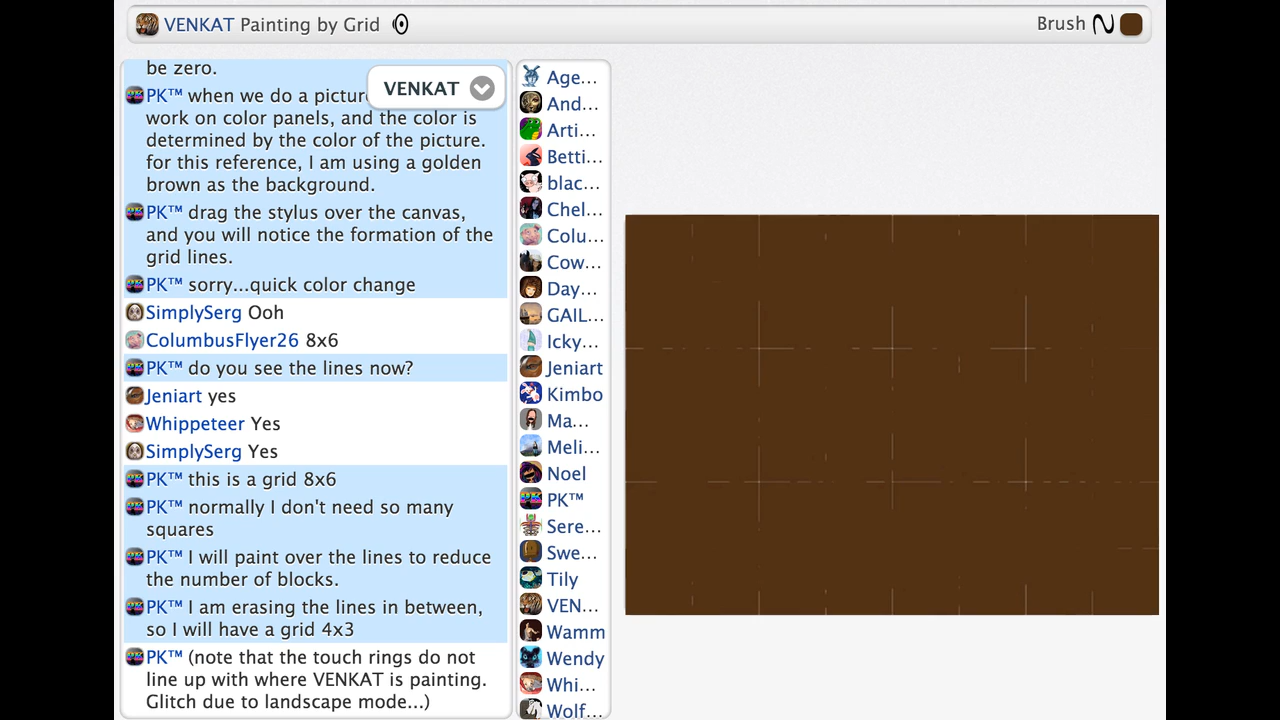 VENKAT Painting by Grid
Brush
be zero.
VENKAT
PK™ when we do a picture
work on color panels, and the color is
determined by the color of the picture.
for this reference, I am using a golden
brown as the background.
PK™ drag the stylus over the canvas,
and you will notice the formation of the
grid lines.
PK™ sorry...quick color change
SimplySerg Ooh
ColumbusFlyer26 8x6
PK™ do you see the lines now?
Jeniart yes
Whippeteer Yes
SimplySerg Yes
PK™ this is a grid 8x6
PK™ normally I don't need so many
squares
PK™ I will paint over the lines to reduce
the number of blocks.
PK™ I am erasing the lines in between,
so I will have a grid 4x3
PK™ (note that the touch rings do not
line up with where VENKAT is painting.
Glitch due to landscape mode...)
Age...
And...
Arti...
Betti...
blac...
Chel...
Colu...
Cow...
Day...
GAIL...
Icky...
Jeniart
Kimbo
Ma...
Meli...
Noel
PK™
Sere...
Swe...
Tily
VEN...
Wamm
Wendy
Whi...
Wolf...